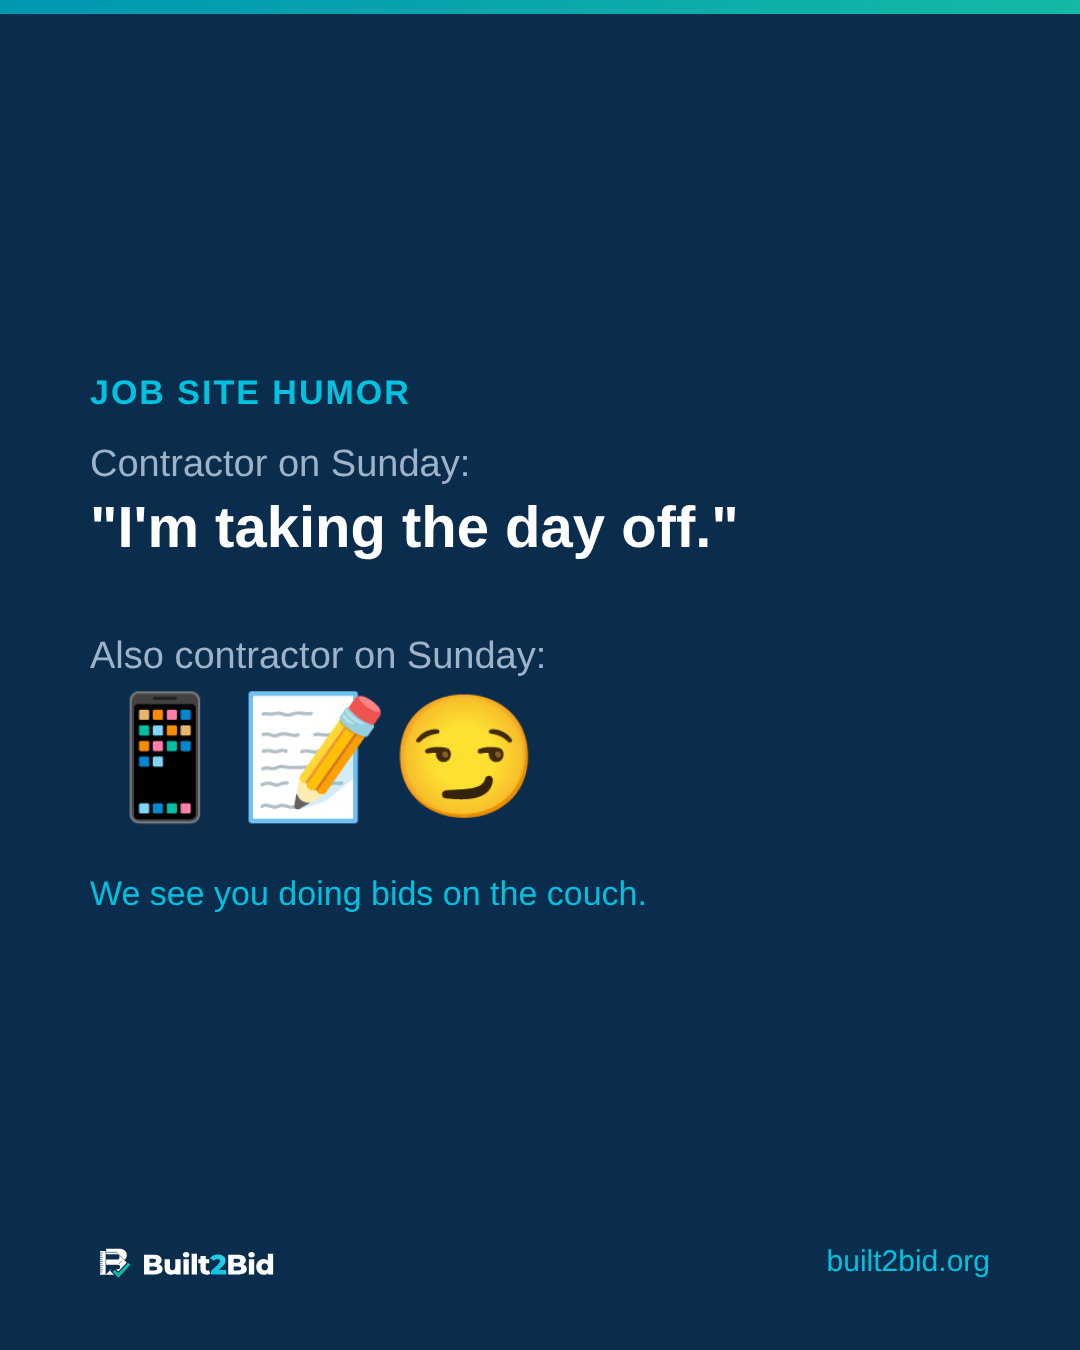 JOB SITE HUMOR
Contractor on Sunday:
"I'm taking the day off."
Also contractor on Sunday:
📱📝😏
We see you doing bids on the couch.
Built2Bid
built2bid.org